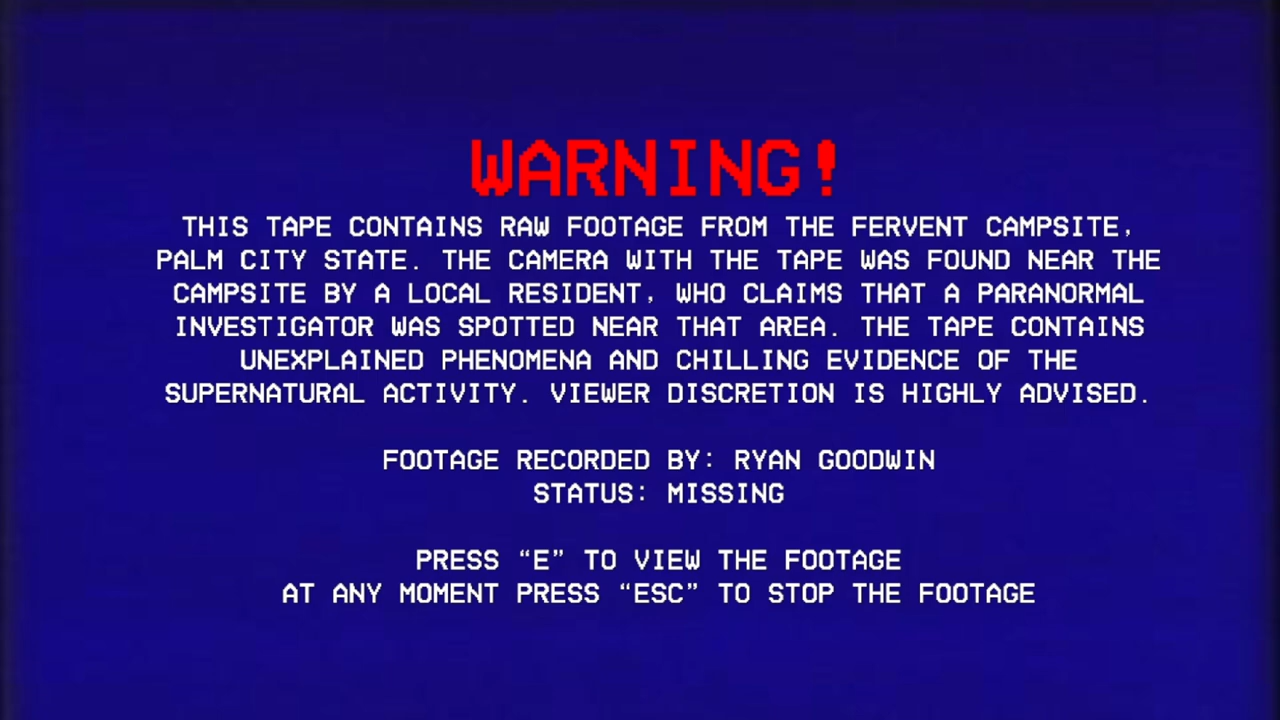 WARNING!
THIS TAPE CONTAINS RAW FOOTAGE FROM THE FERVENT CAMPSITE,
PALM CITY STATE. THE CAMERA WITH THE TAPE WAS FOUND NEAR THE
CAMPSITE BY A LOCAL RESIDENT, WHO CLAIMS THAT A PARANORMAL
INVESTIGATOR WAS SPOTTED NEAR THAT AREA. THE TAPE CONTAINS
UNEXPLAINED PHENOMENA AND CHILLING EVIDENCE OF THE
SUPERNATURAL ACTIVITY. VIEWER DISCRETION IS HIGHLY ADVISED.
FOOTAGE RECORDED BY: RYAN GOODWIN
STATUS: MISSING
PRESS “E” TO VIEW THE FOOTAGE
AT ANY MOMENT PRESS “ESC” TO STOP THE FOOTAGE